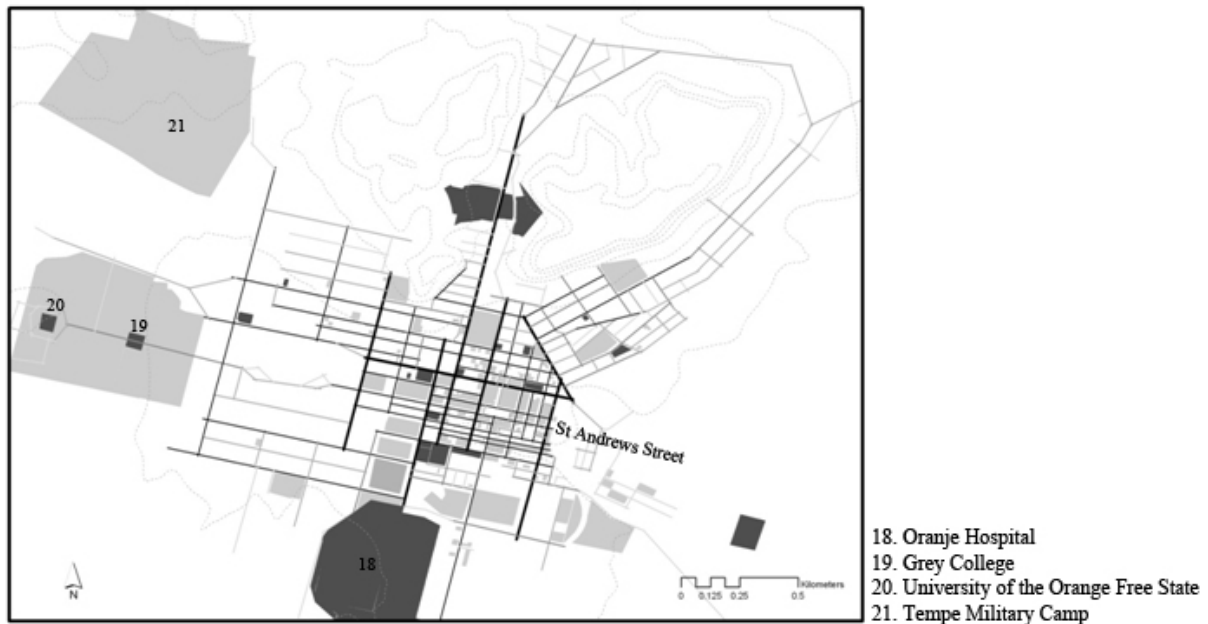 21
20
19
St Andrews Street
18
N
Kilometers
0 0.125 0.25 0.5
18. Oranje Hospital
19. Grey College
20. University of the Orange Free State
21. Tempe Military Camp